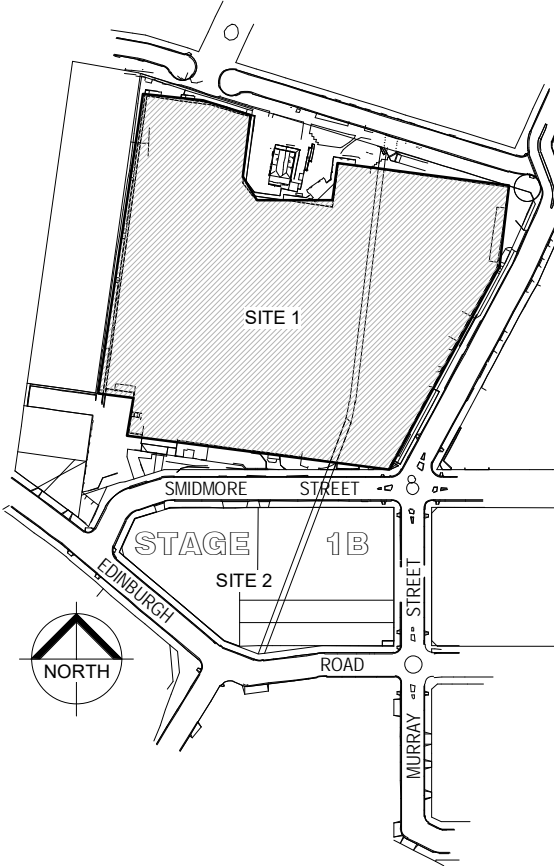 SITE 1
SMIDMORE STREET
STAGE 1B
SITE 2
EDINBURGH ROAD
MURRAY STREET
NORTH